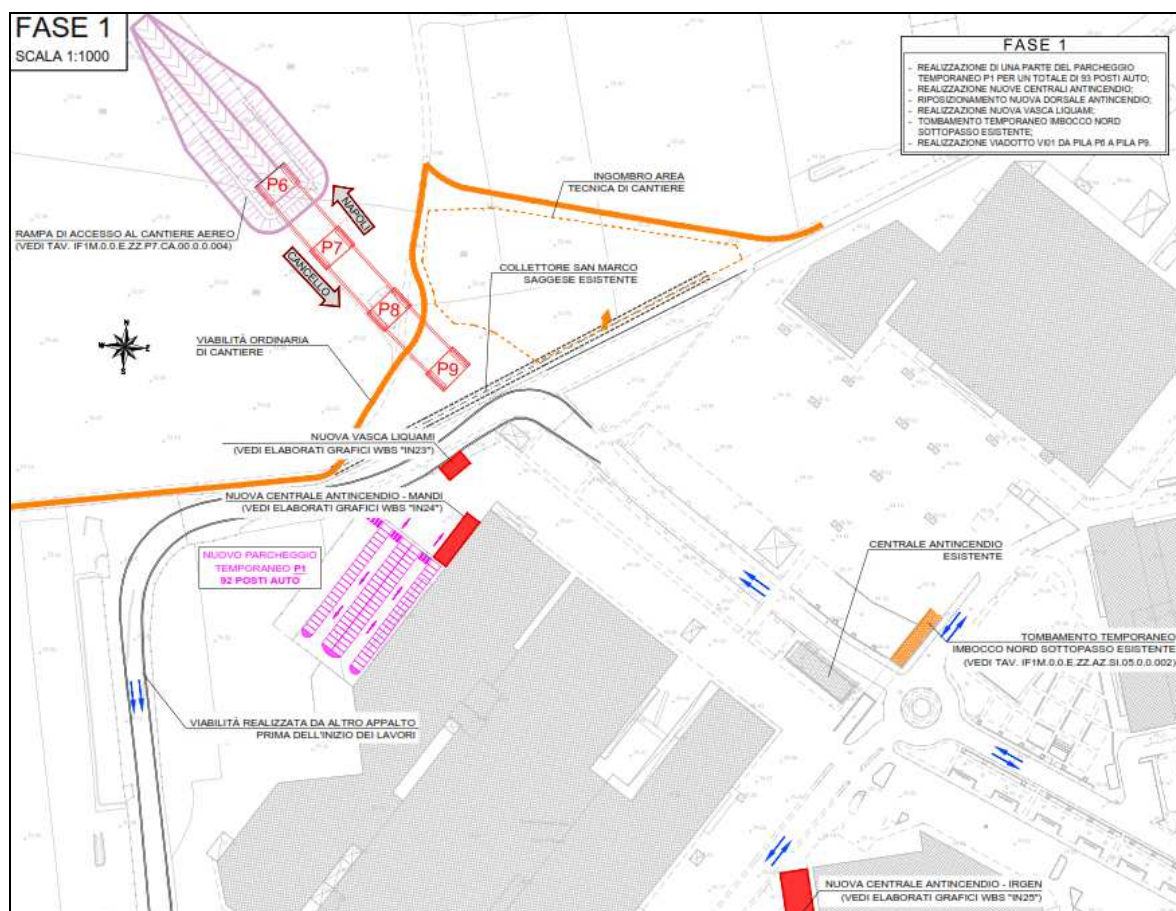 FASE 1
SCALA 1:1000
FASE 1
- REALIZZAZIONE DI UNA PARTE DEL PARCHEGGIO
TEMPORANEO P1 PER UN TOTALE DI 93 POSTI AUTO;
- REALIZZAZIONE NUOVE CENTRALI ANTINCENDIO;
- RIPOSIZIONAMENTO NUOVA DORSALE ANTINCENDIO;
- REALIZZAZIONE NUOVA VASCA LIQUAMI;
- TOMBAMENTO TEMPORANEO IMBOCCO NORD
SOTTOPASSO ESISTENTE;
- REALIZZAZIONE VIADOTTO VI01 DA PILA P6 A PILA P9.
INGOMBRO AREA
TECNICA DI CANTIERE
P6
NAPOLI
RAMPA DI ACCESSO AL CANTIERE AEREO
(VEDI TAV. IF1M.0.0.E.ZZ.P7.CA.00.0.0.004)
P7
CANCELLO
COLLETTORE SAN MARCO
SAGGESE ESISTENTE
P8
N
S
VIABILITÀ ORDINARIA
DI CANTIERE
P9
NUOVA VASCA LIQUAMI
(VEDI ELABORATI GRAFICI WBS "IN23")
NUOVA CENTRALE ANTINCENDIO - MANDI
(VEDI ELABORATI GRAFICI WBS "IN24")
NUOVO PARCHEGGIO
TEMPORANEO P1
92 POSTI AUTO
CENTRALE ANTINCENDIO
ESISTENTE
TOMBAMENTO TEMPORANEO
IMBOCCO NORD SOTTOPASSO ESISTENTE
(VEDI TAV. IF1M.0.0.E.ZZ.AZ.SI.05.0.0.002)
VIABILITÀ REALIZZATA DA ALTRO APPALTO
PRIMA DELL'INIZIO DEI LAVORI
NUOVA CENTRALE ANTINCENDIO - IRGEN
(VEDI ELABORATI GRAFICI WBS "IN25")